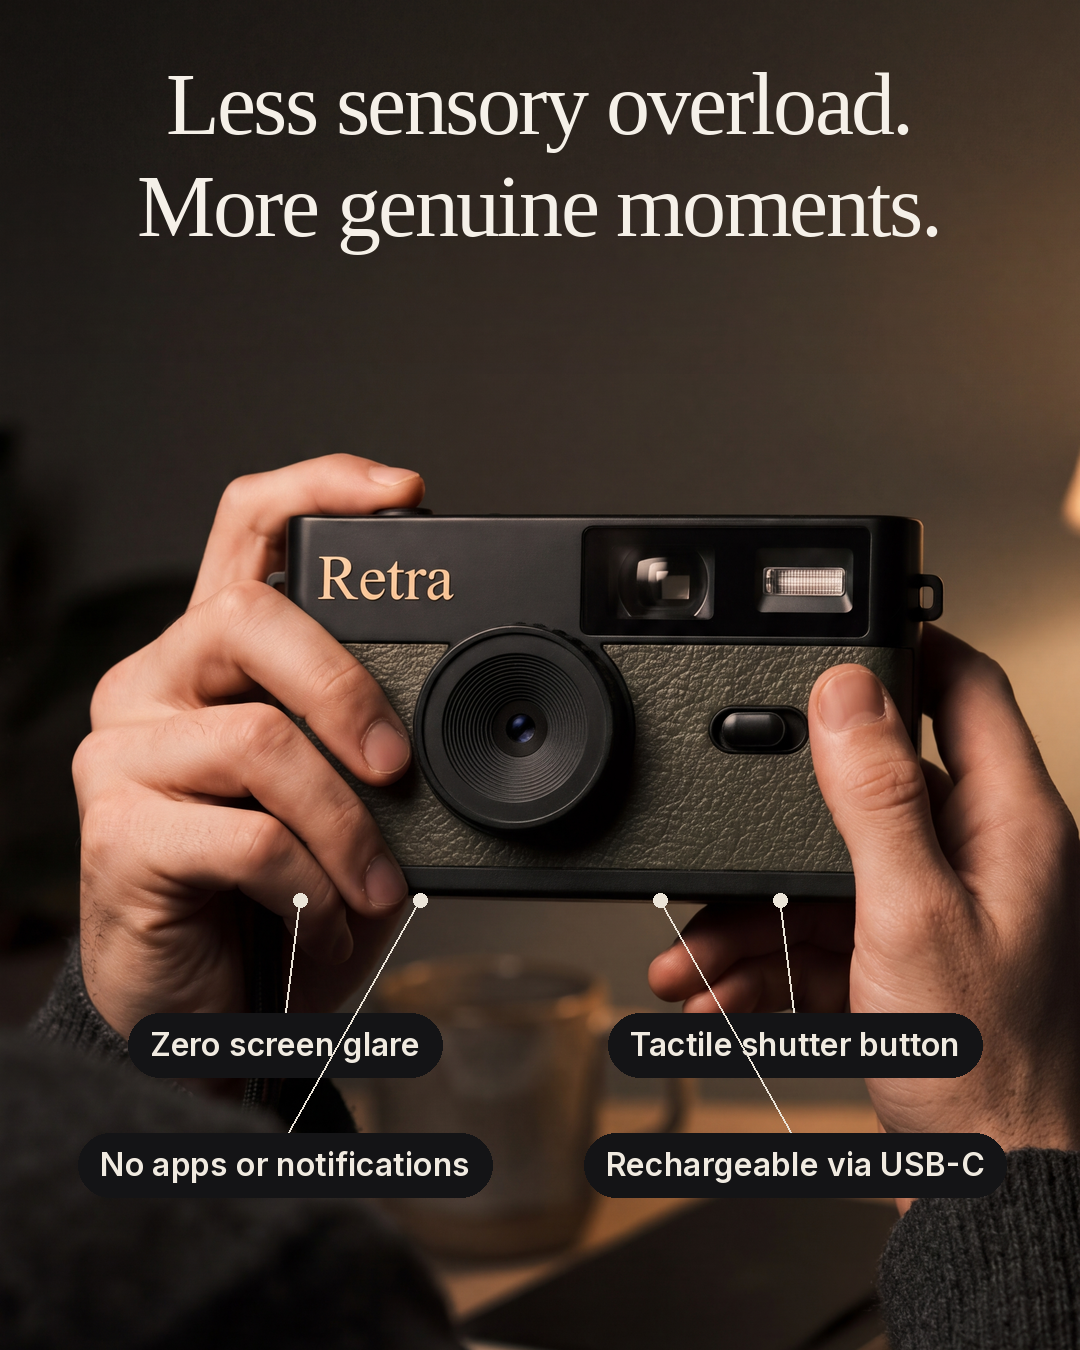 Less sensory overload.
More genuine moments.
Retra
Zero screen glare
Tactile shutter button
No apps or notifications
Rechargeable via USB-C